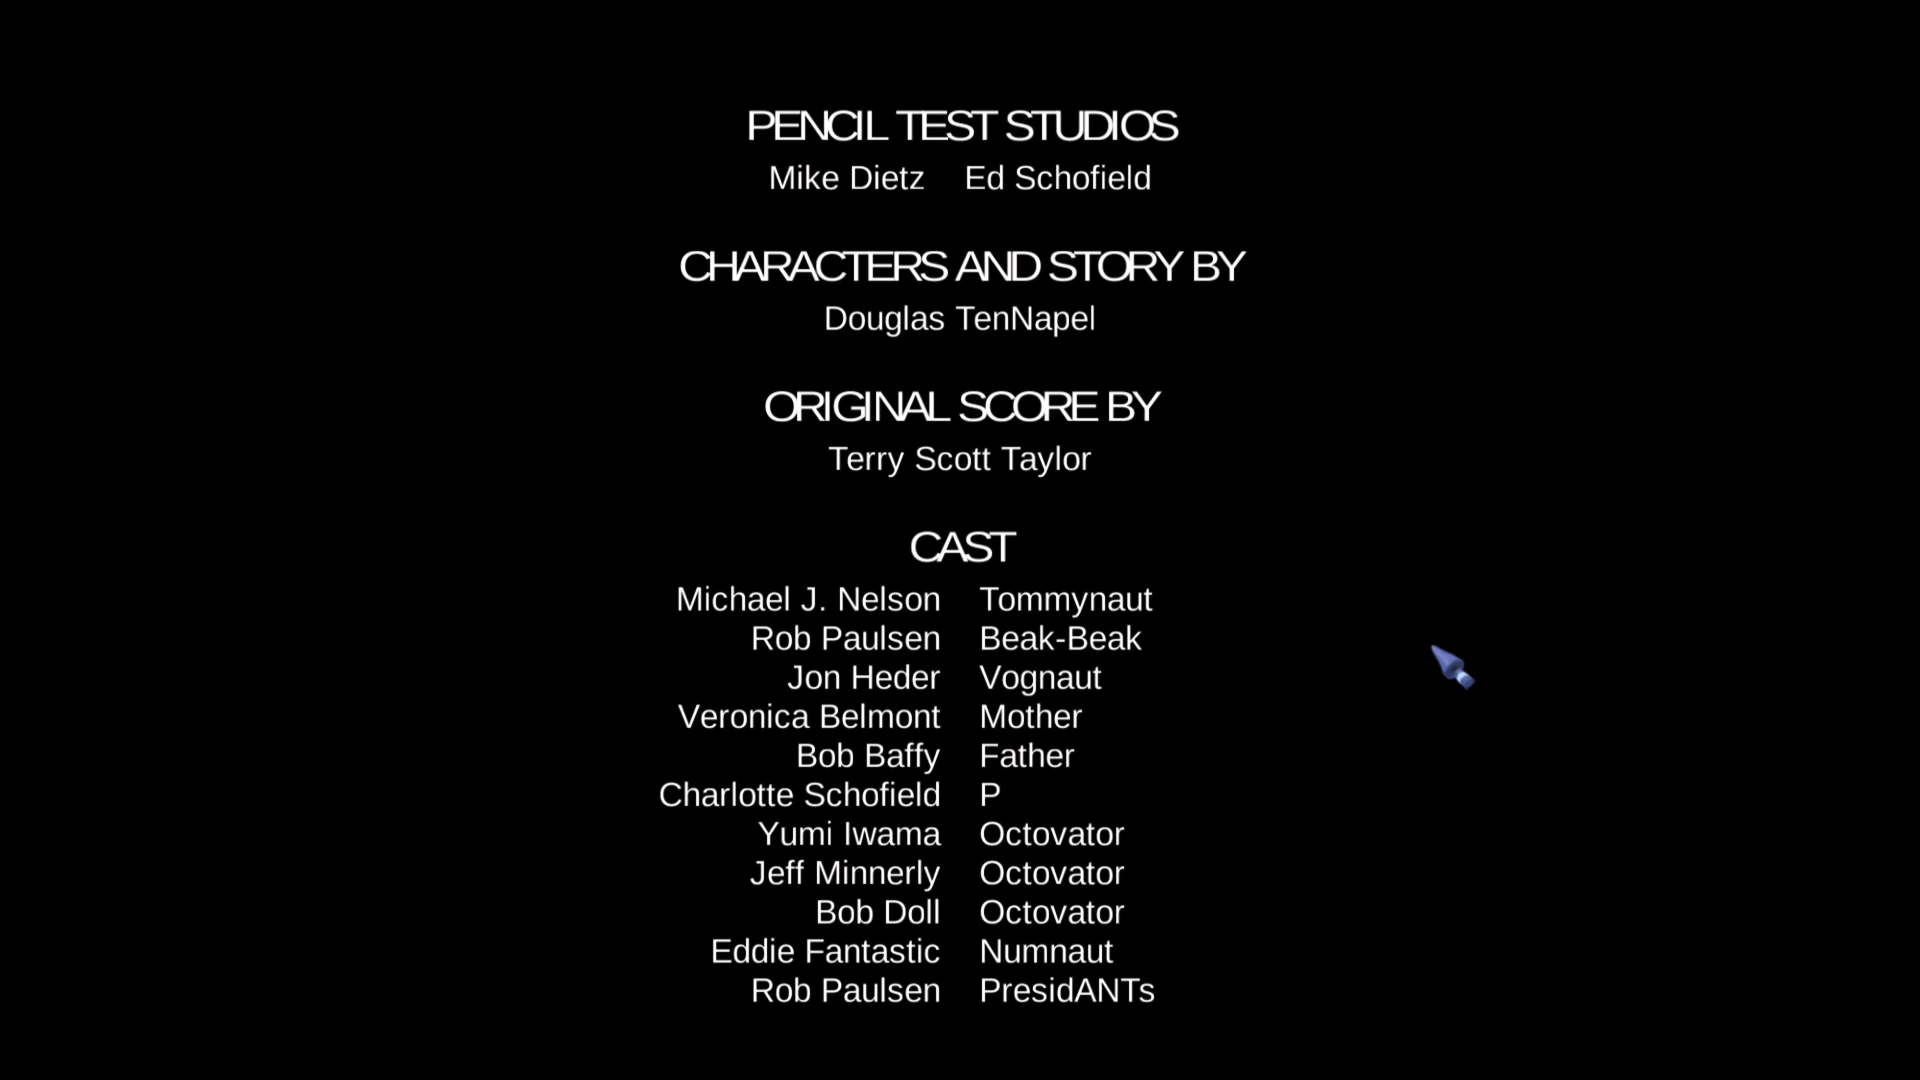 PENCIL TEST STUDIOS
Mike Dietz Ed Schofield
CHARACTERS AND STORY BY
Douglas TenNapel
ORIGINAL SCORE BY
Terry Scott Taylor
CAST
Michael J. Nelson Tommynaut
Rob Paulsen Beak-Beak
Jon Heder Vognaut
Veronica Belmont Mother
Bob Baffy Father
Charlotte Schofield P
Yumi Iwama Octovator
Jeff Minnerly Octovator
Bob Doll Octovator
Eddie Fantastic Numnaut
Rob Paulsen PresidANTs